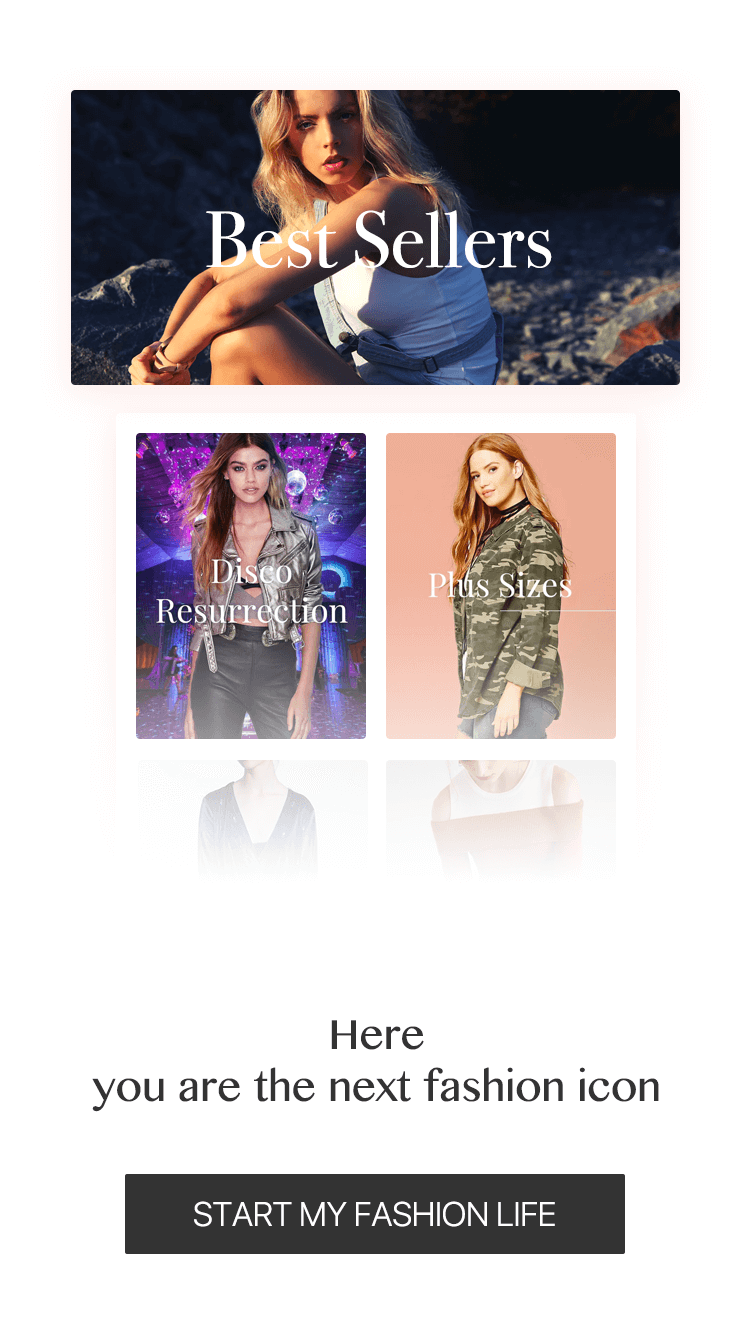 Best Sellers
Disco
Resurrection
Plus Sizes
Here
you are the next fashion icon
START MY FASHION LIFE